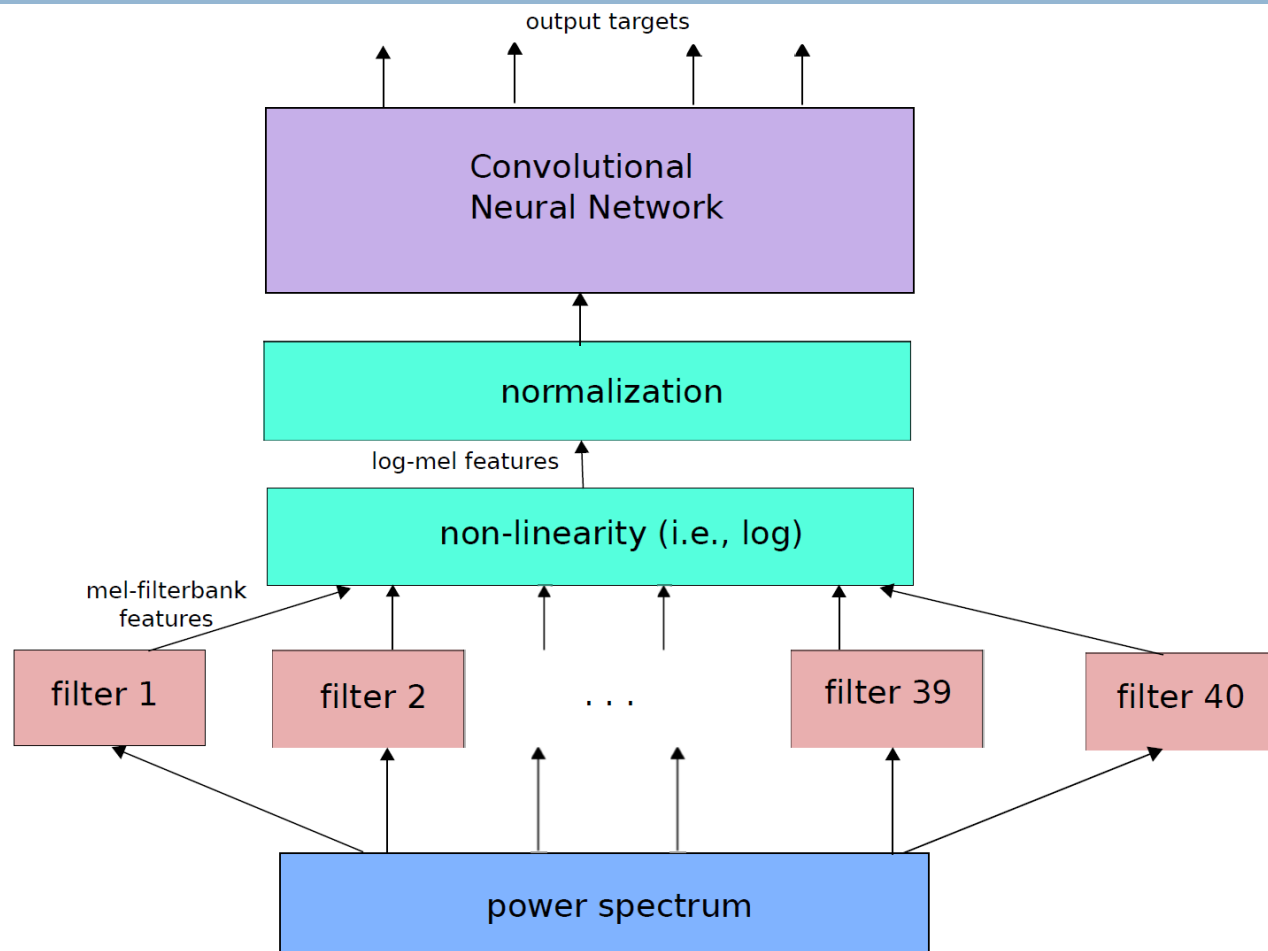 output targets
Convolutional
Neural Network
normalization
log-mel features
non-linearity (i.e., log)
mel-filterbank
features
filter 1
filter 2
. . .
filter 39
filter 40
power spectrum